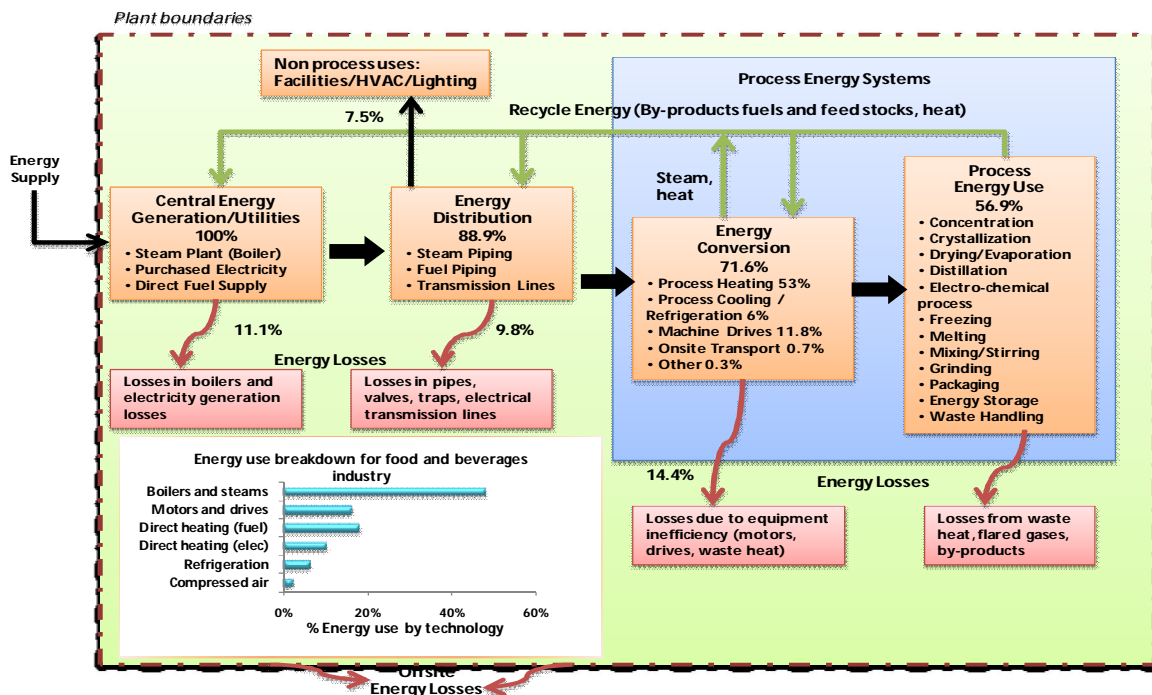 Plant boundaries
Non process uses:
Facilities/HVAC/Lighting
Process Energy Systems
7.5%
Recycle Energy (By-products fuels and feed stocks, heat)
Energy
Supply
Central Energy
Generation/Utilities
100%
• Steam Plant (Boiler)
• Purchased Electricity
• Direct Fuel Supply
Energy
Distribution
88.9%
• Steam Piping
• Fuel Piping
• Transmission Lines
Steam,
heat
Energy
Conversion
71.6%
• Process Heating 53%
• Process Cooling /
Refrigeration 6%
• Machine Drives 11.8%
• Onsite Transport 0.7%
• Other 0.3%
Process
Energy Use
56.9%
• Concentration
• Crystallization
• Drying/Evaporation
• Distillation
• Electro-chemical
process
• Freezing
• Melting
• Mixing/Stirring
• Grinding
• Packaging
• Energy Storage
• Waste Handling
11.1%
9.8%
Energy Losses
Losses in boilers and
electricity generation
losses
Losses in pipes,
valves, traps, electrical
transmission lines
14.4%
Energy Losses
Losses due to equipment
inefficiency (motors,
drives, waste heat)
Losses from waste
heat, flared gases,
by-products
Energy use breakdown for food and beverages
industry
Boilers and steams
Motors and drives
Direct heating (fuel)
Direct heating (elec)
Refrigeration
Compressed air
0% 20% 40% 60%
% Energy use by technology
Offsite
Energy Losses